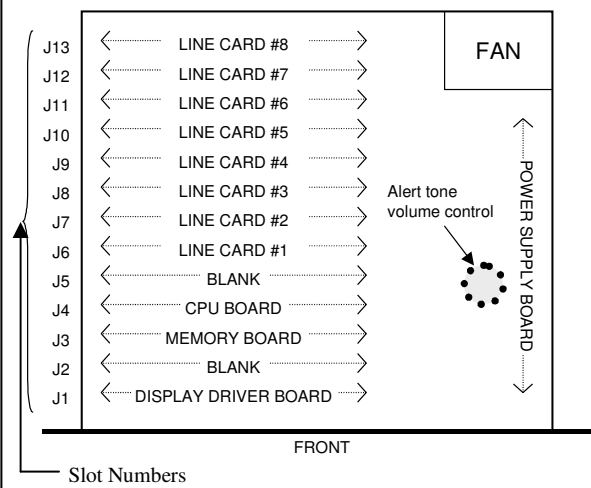 J13 LINE CARD #8
FAN
J12 LINE CARD #7
J11 LINE CARD #6
J10 LINE CARD #5
J9 LINE CARD #4
J8 LINE CARD #3
Alert tone
volume control
J7 LINE CARD #2
J6 LINE CARD #1
J5 BLANK
J4 CPU BOARD
J3 MEMORY BOARD
J2 BLANK
J1 DISPLAY DRIVER BOARD
POWER SUPPLY BOARD
FRONT
Slot Numbers